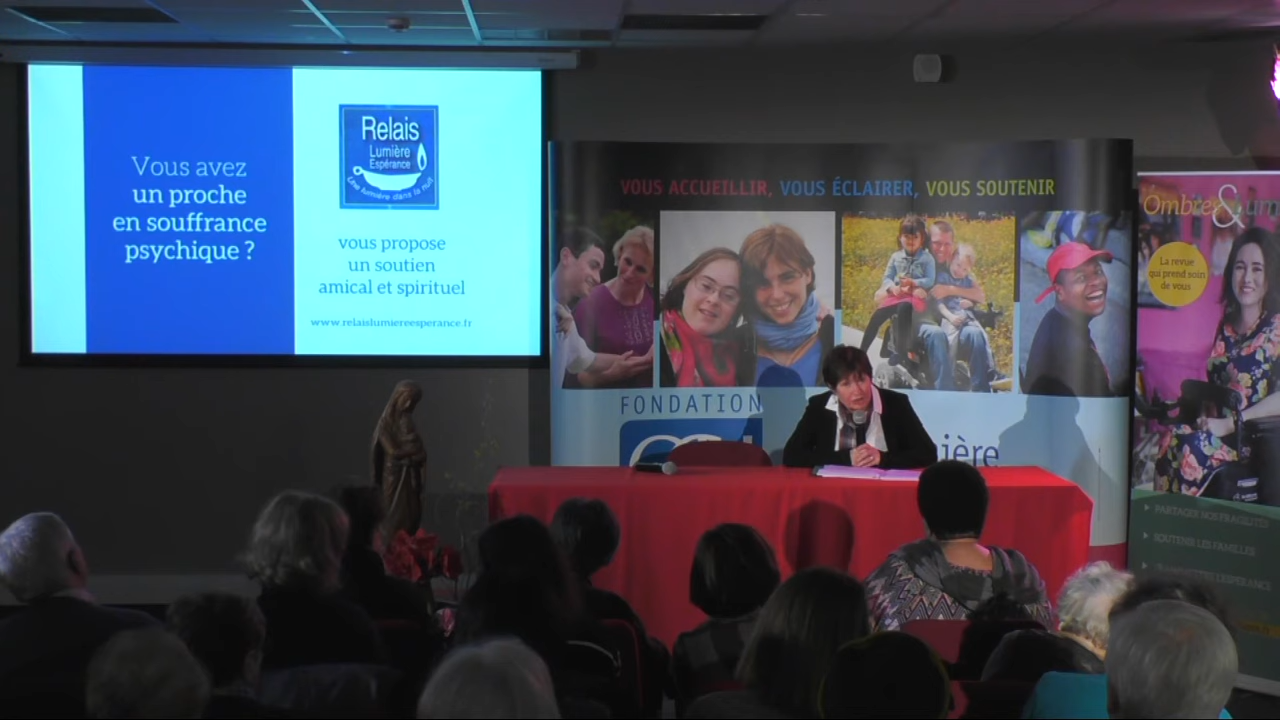 Vous avez
un proche
en souffrance
psychique ?
Relais
Lumière
Espérance
Une lumière dans la nuit
vous propose
un soutien
amical et spirituel
www.relaislumiereesperance.fr
VOUS ACCUEILLIR, VOUS ÉCLAIRER, VOUS SOUTENIR
FONDATION
Ombres &
La revue
qui prend soin
de vous
PARTAGER NOS FRAGILITÉS
SOUTENIR LES FAMILLES